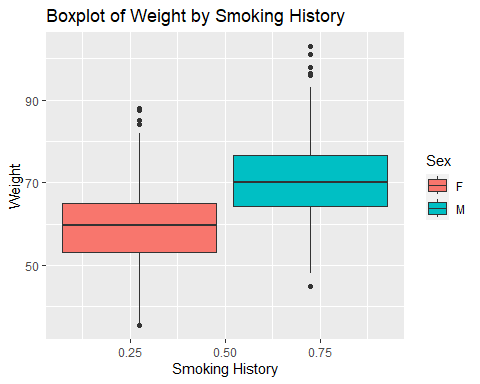 Boxplot of Weight by Smoking History
Weight
90
70
50
0.25 0.50 0.75
Smoking History
Sex
F
M